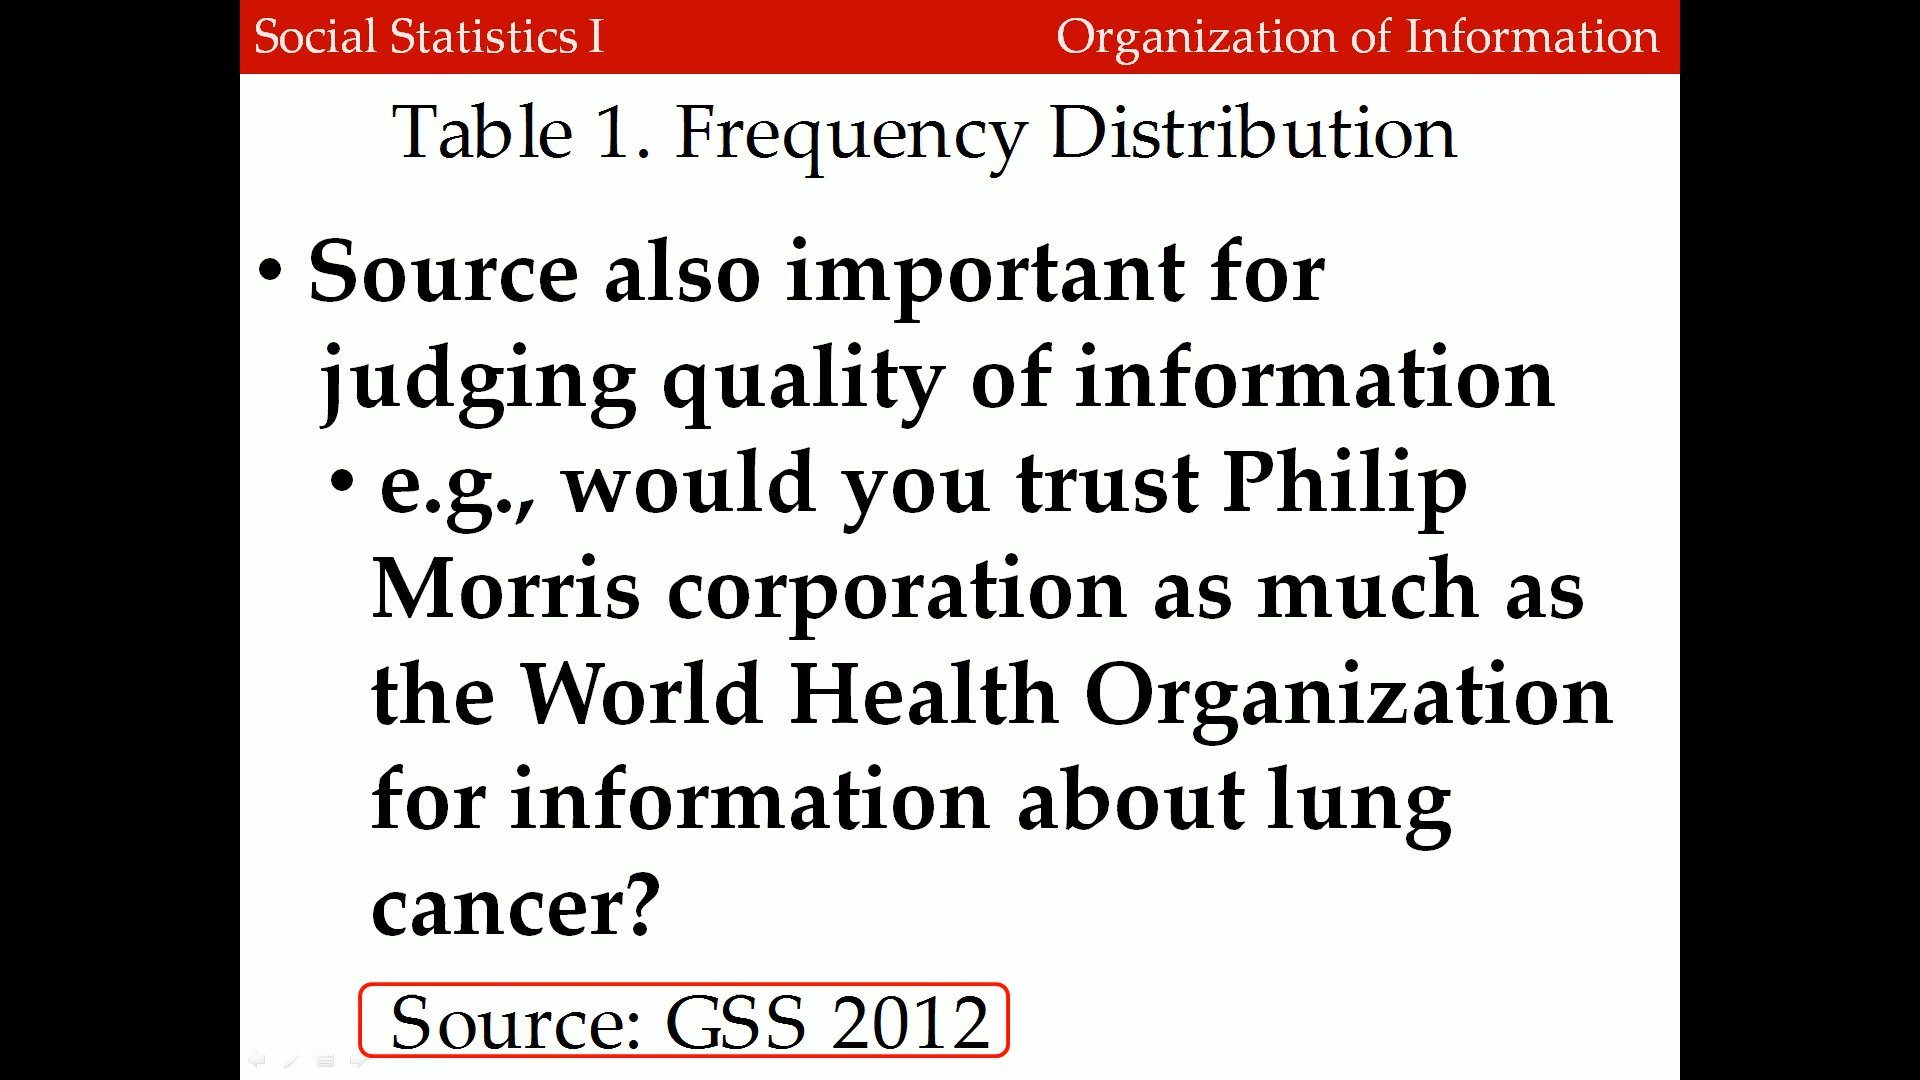 Social Statistics I
Organization of Information
Table 1. Frequency Distribution
• Source also important for
judging quality of information
• e.g., would you trust Philip
Morris corporation as much as
the World Health Organization
for information about lung
cancer?
Source: GSS 2012